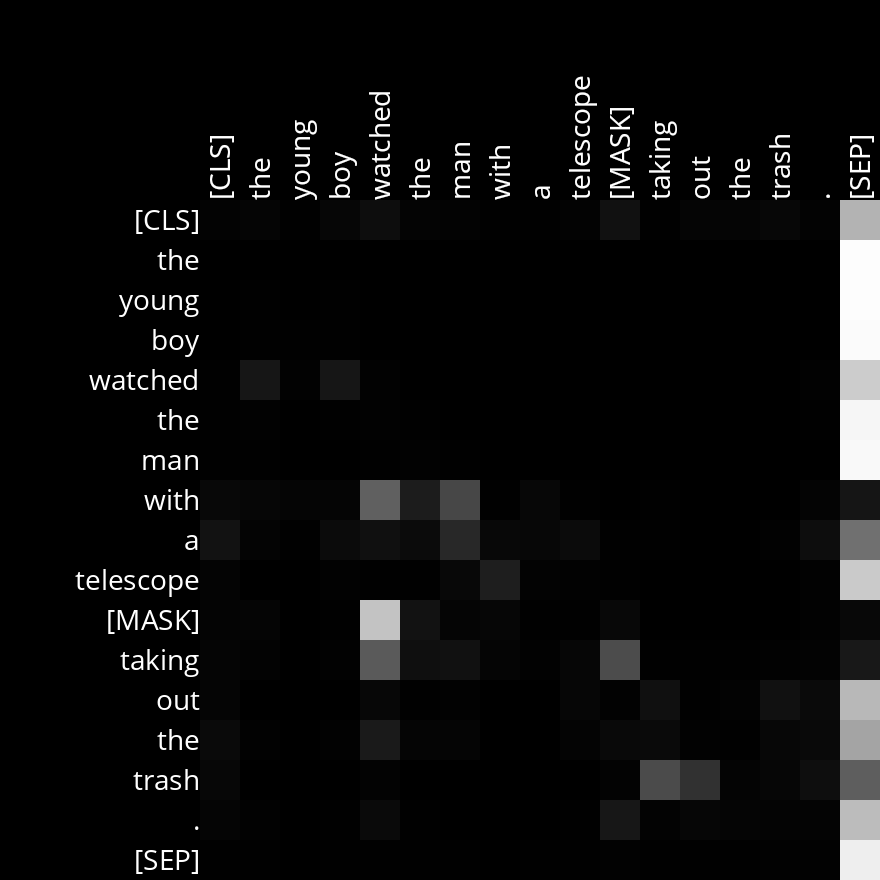 [CLS] the young boy watched the man with a telescope [MASK] taking out the trash . [SEP]
[CLS]
the
young
boy
watched
the
man
with
a
telescope
[MASK]
taking
out
the
trash
.
[SEP]